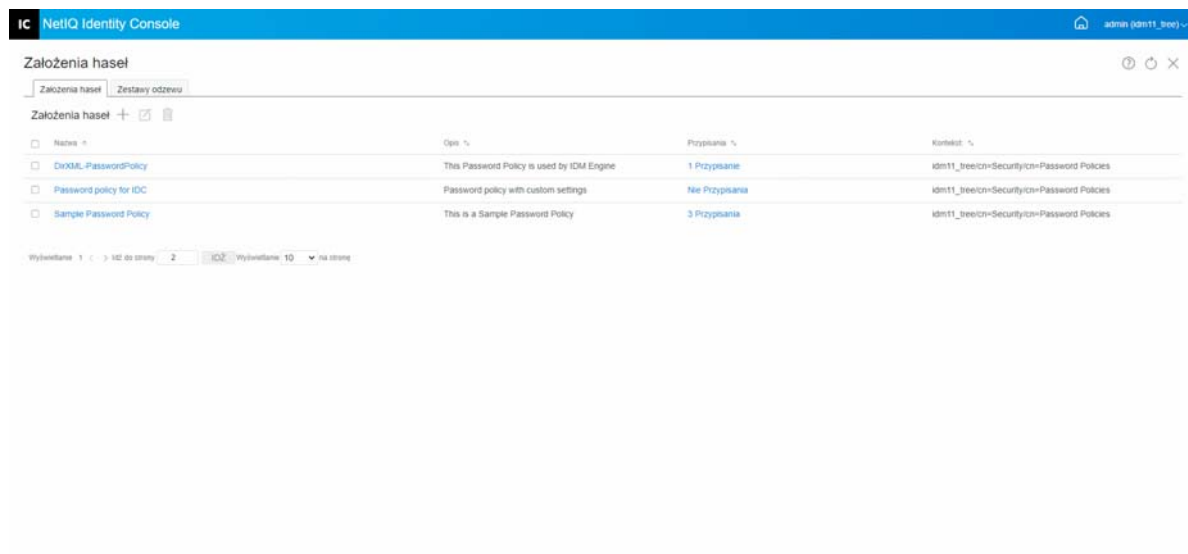 IC NetIQ Identity Console admin (idm11_tree)
Założenia haseł
Założenia haseł Zestawy odzewu
Założenia haseł
Nazwa Opis Przypisania Kontekst
DirXML-PasswordPolicy This Password Policy is used by IDM Engine 1 Przypisanie idm11_tree/cn=Security/cn=Password Policies
Password policy for IDC Password policy with custom settings Nie Przypisania idm11_tree/cn=Security/cn=Password Policies
Sample Password Policy This is a Sample Password Policy 3 Przypisania idm11_tree/cn=Security/cn=Password Policies
Wyświetlanie 1 < > Idź do strony 2 IDŹ Wyświetlanie 10 na stronę